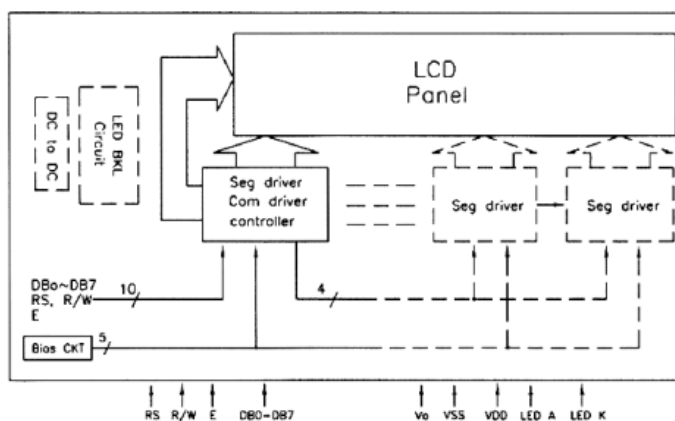 LCD
Panel
DC to DC
LED BKL
Circuit
Seg driver
Com driver
controller
Seg driver
Seg driver
DBo~DB7
RS, R/W
E
10
4
Bias CKT
5
RS R/W E DB0-DB7 Vo VSS VDD LED A LED K